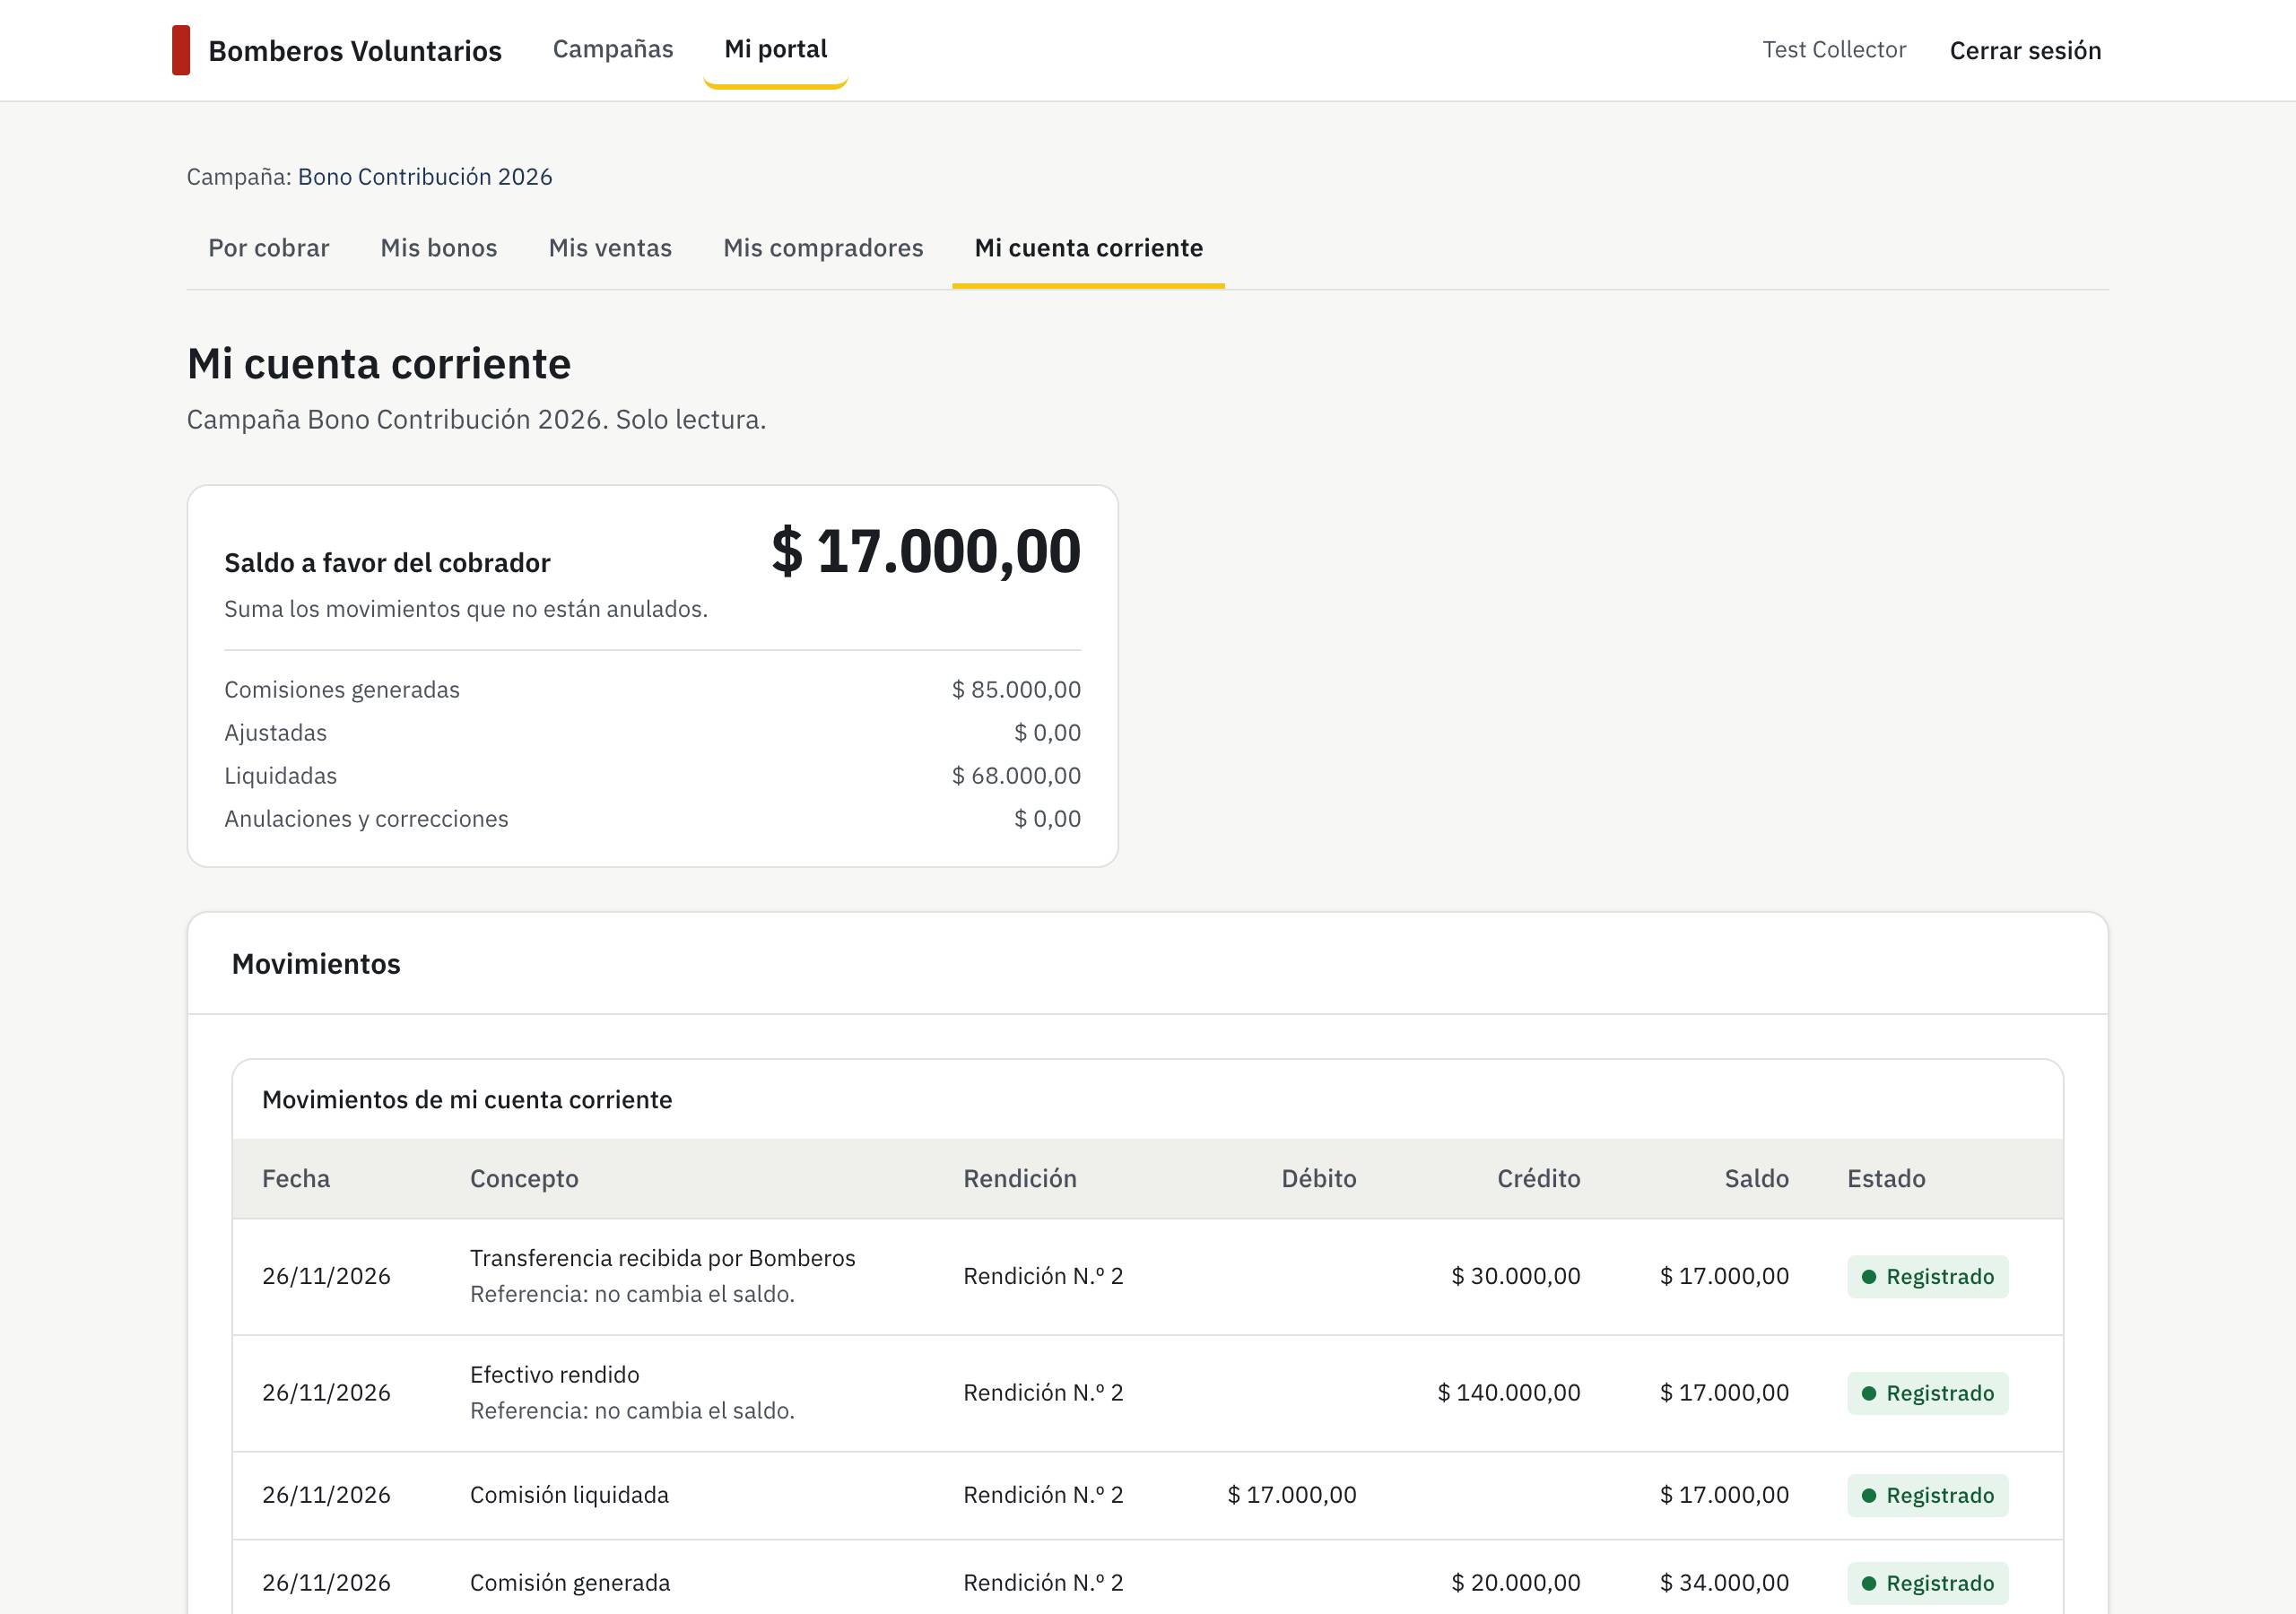 Bomberos Voluntarios Campañas Mi portal Test Collector Cerrar sesión
Campaña: Bono Contribución 2026
Por cobrar Mis bonos Mis ventas Mis compradores Mi cuenta corriente
Mi cuenta corriente
Campaña Bono Contribución 2026. Solo lectura.
Saldo a favor del cobrador $ 17.000,00
Suma los movimientos que no están anulados.
Comisiones generadas $ 85.000,00
Ajustadas $ 0,00
Liquidadas $ 68.000,00
Anulaciones y correcciones $ 0,00
Movimientos
Movimientos de mi cuenta corriente
Fecha Concepto Rendición Débito Crédito Saldo Estado
26/11/2026 Transferencia recibida por Bomberos Rendición N.º 2 $ 30.000,00 $ 17.000,00 Registrado
Referencia: no cambia el saldo.
26/11/2026 Efectivo rendido Rendición N.º 2 $ 140.000,00 $ 17.000,00 Registrado
Referencia: no cambia el saldo.
26/11/2026 Comisión liquidada Rendición N.º 2 $ 17.000,00 $ 17.000,00 Registrado
26/11/2026 Comisión generada Rendición N.º 2 $ 20.000,00 $ 34.000,00 Registrado